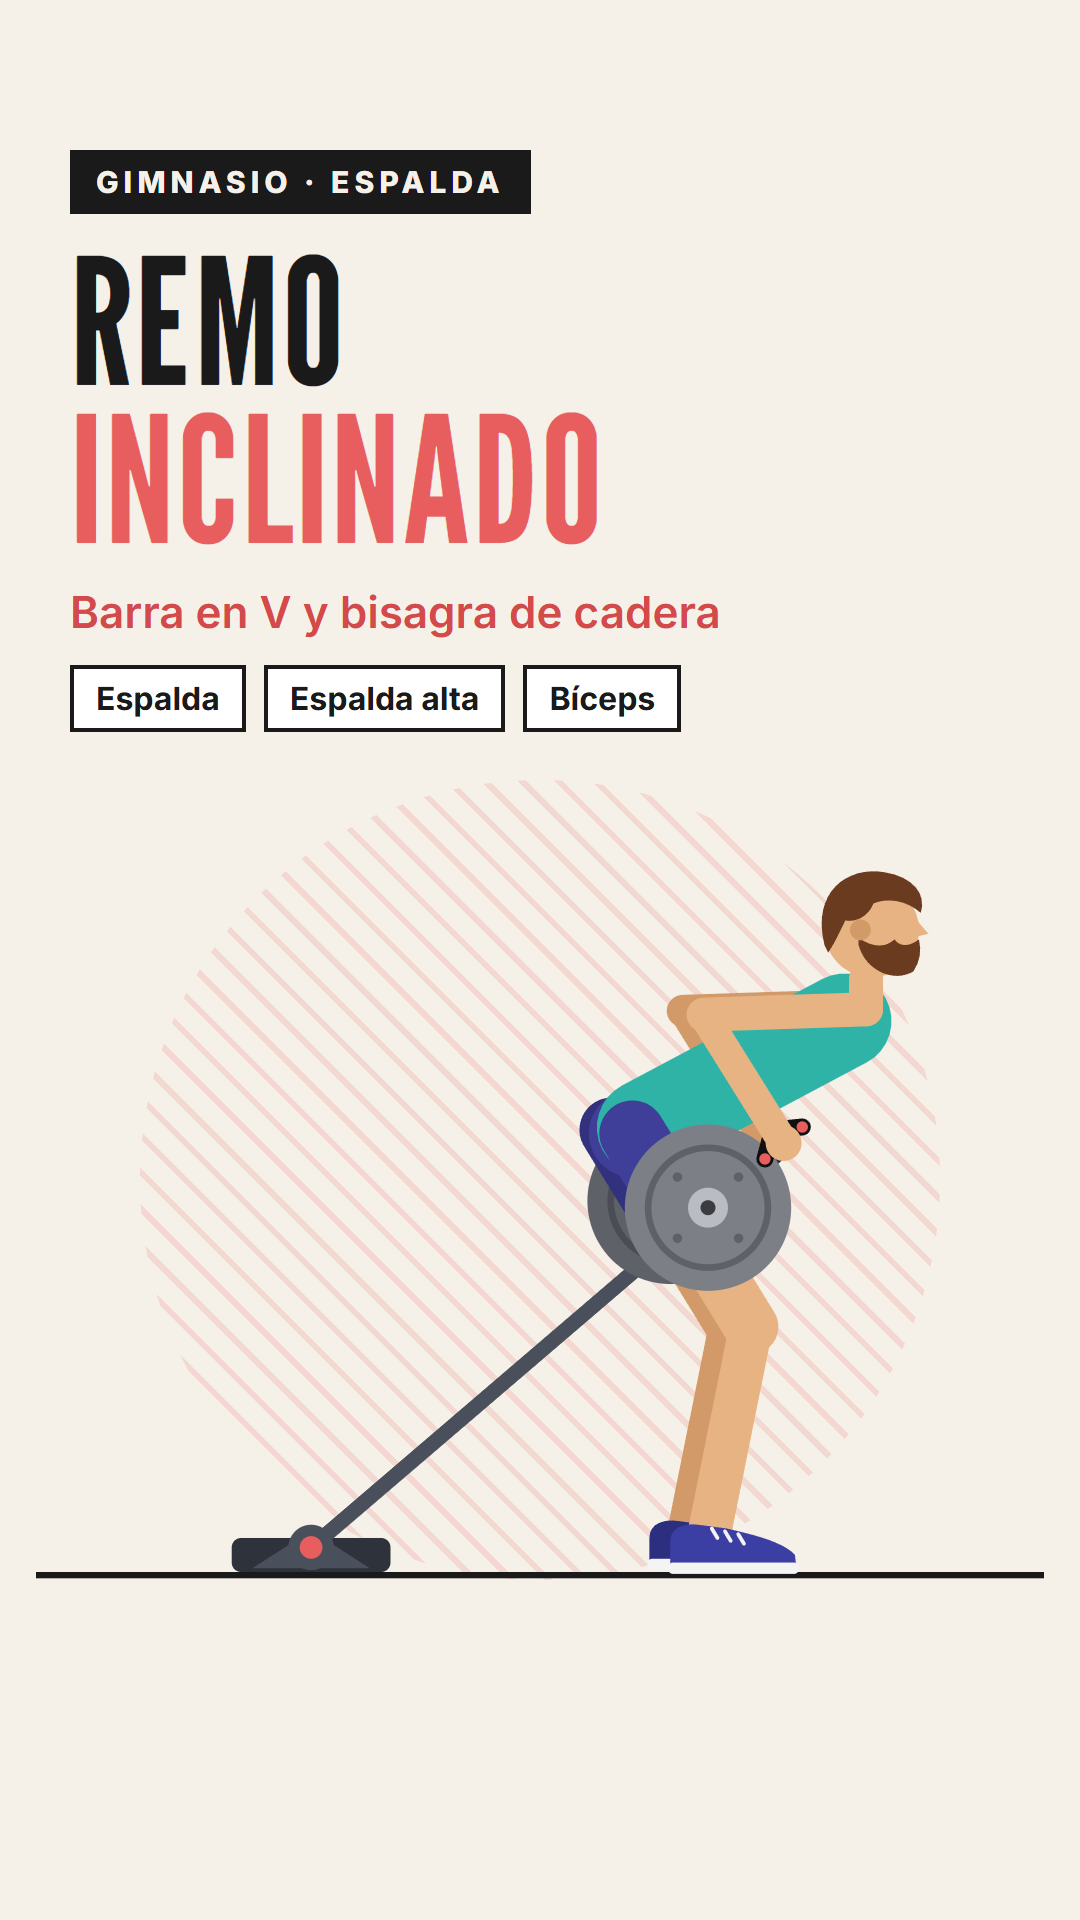 GIMNASIO · ESPALDA
REMO
INCLINADO
Barra en V y bisagra de cadera
Espalda
Espalda alta
Bíceps